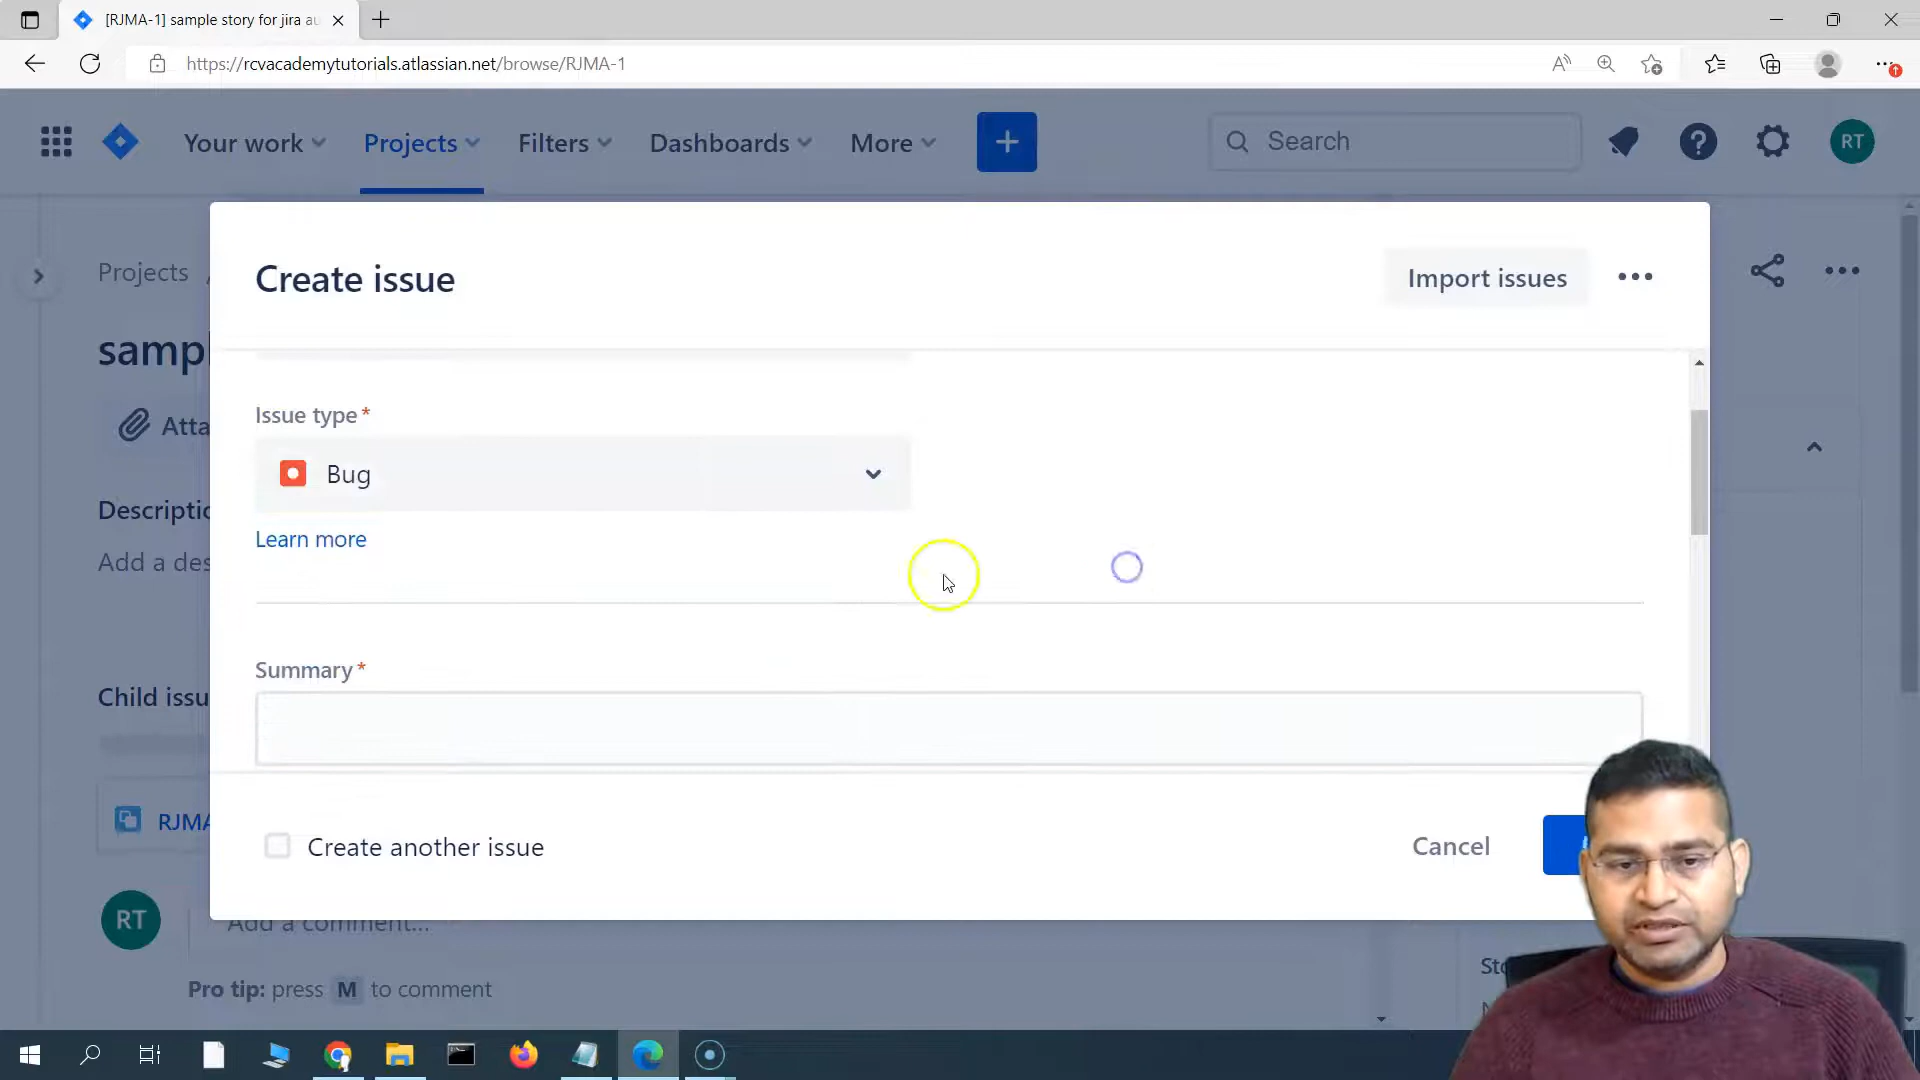 [RJMA-1] sample story for jira au
https://rcvacademytutorials.atlassian.net/browse/RJMA-1
Your work
Projects
Filters
Dashboards
More
Search
RT
Projects /
Create issue
Import issues
sampl
Issue type *
Atta
Bug
Descriptio
Learn more
Add a des
Summary *
Child issu
RJMA
Create another issue
Cancel
RT
Add a comment...
Pro tip: press M to comment